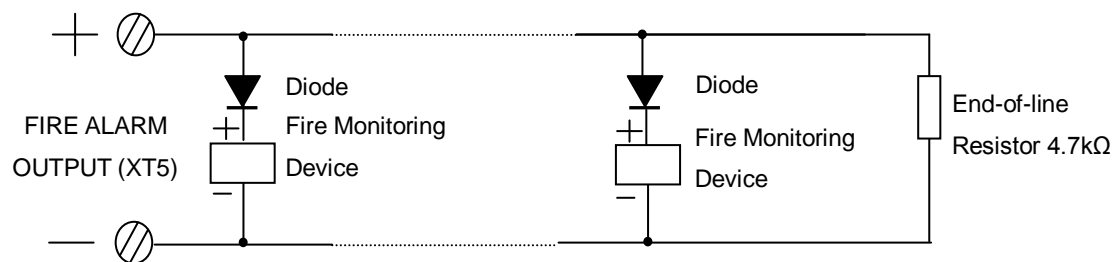 +
Diode
Diode
FIRE ALARM
OUTPUT (XT5)
+
Fire Monitoring
Device
−
+
Fire Monitoring
Device
−
End-of-line
Resistor 4.7kΩ
−